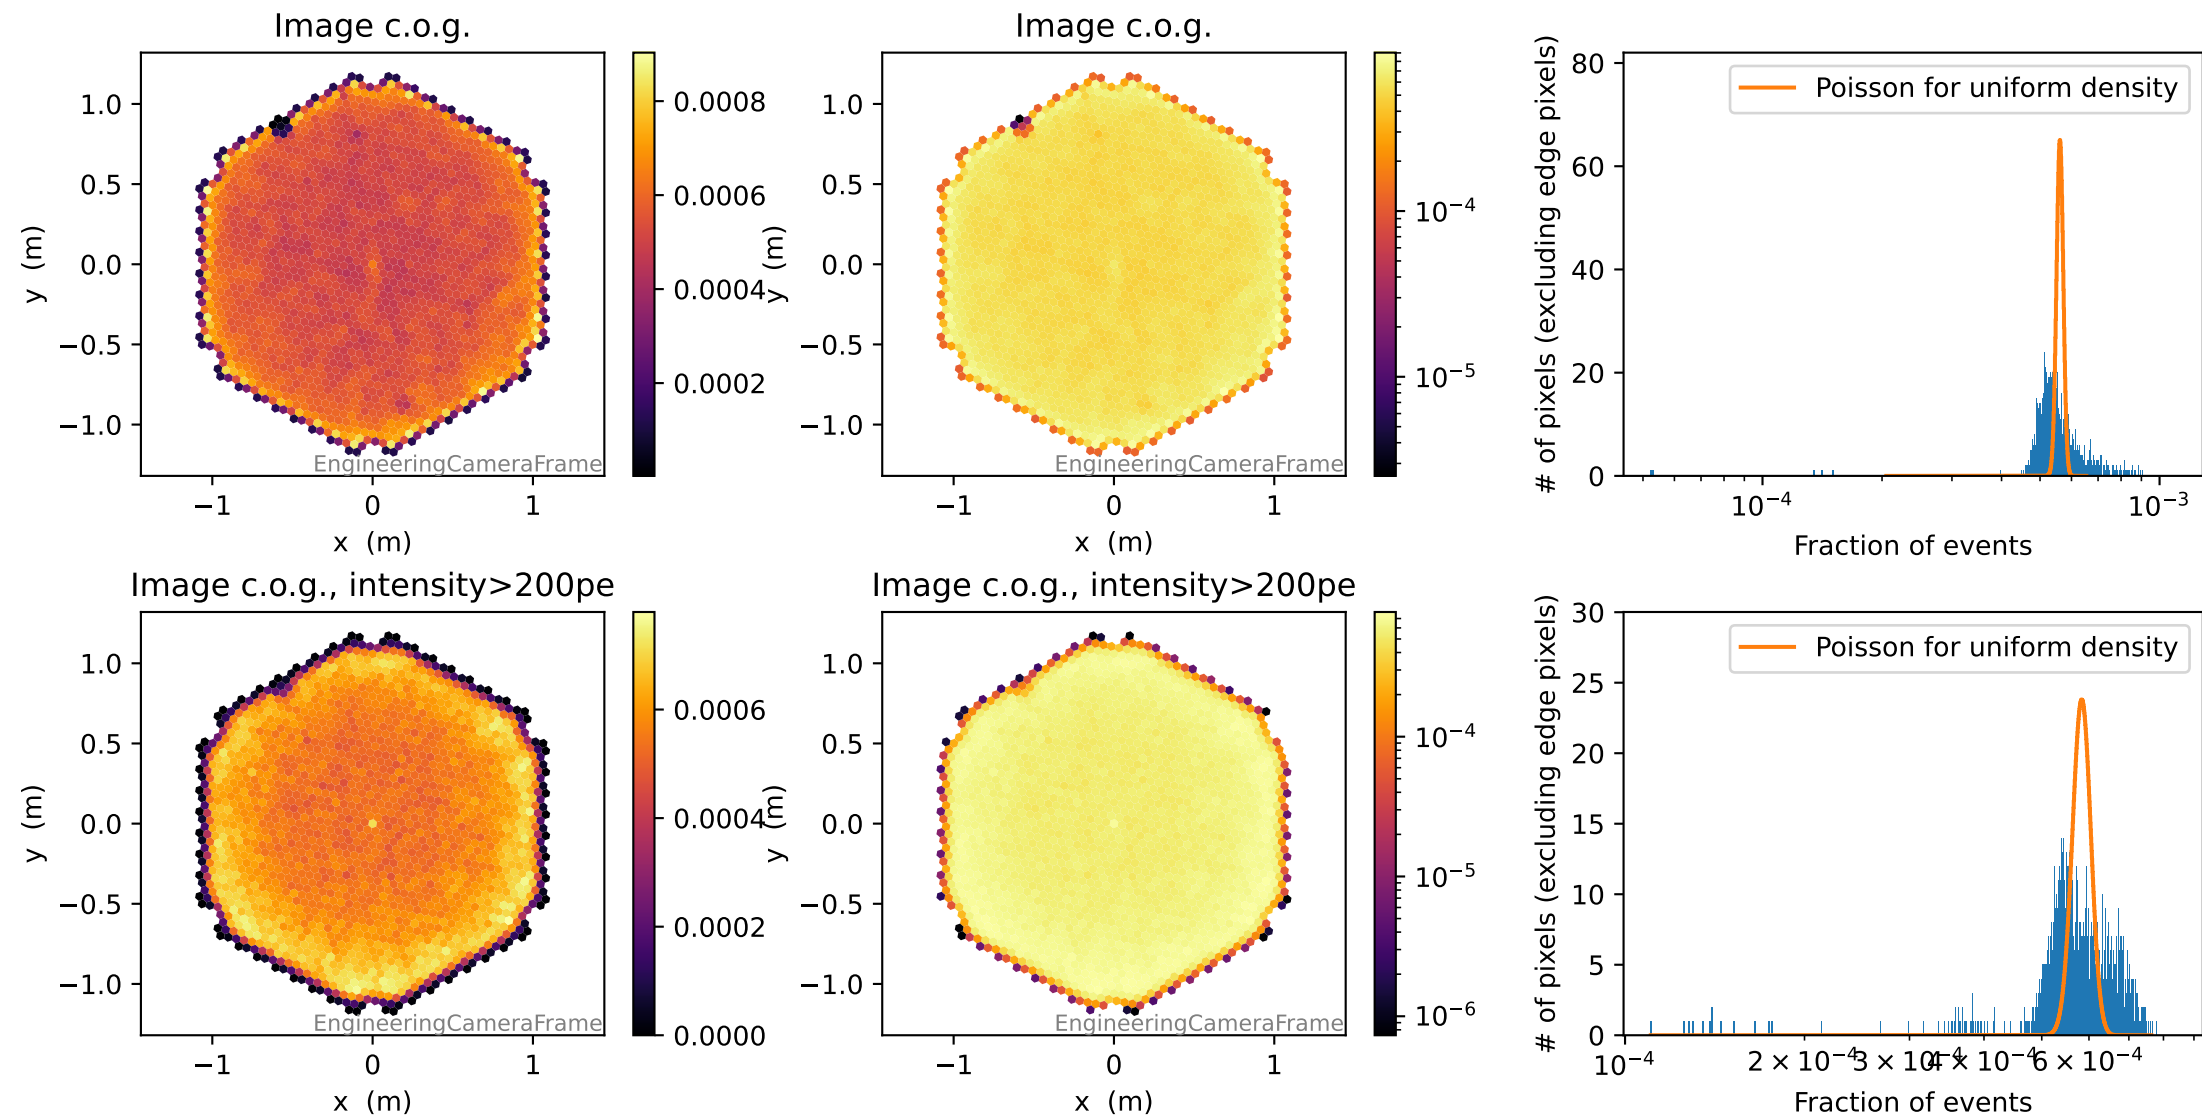 Image c.o.g.
1.0
0.5
0.0
−0.5
−1.0
y (m)
−1 0 1
x (m)
EngineeringCameraFrame
0.0008
0.0006
0.0004
0.0002
Image c.o.g.
1.0
0.5
0.0
−0.5
−1.0
y (m)
−1 0 1
x (m)
EngineeringCameraFrame
10⁻⁴
10⁻⁵
# of pixels (excluding edge pixels)
80
60
40
20
0
Poisson for uniform density
10⁻⁴ 10⁻³
Fraction of events
Image c.o.g., intensity>200pe
1.0
0.5
0.0
−0.5
−1.0
y (m)
−1 0 1
x (m)
EngineeringCameraFrame
0.0006
0.0004
0.0002
0.0000
Image c.o.g., intensity>200pe
1.0
0.5
0.0
−0.5
−1.0
y (m)
−1 0 1
x (m)
EngineeringCameraFrame
10⁻⁴
10⁻⁵
10⁻⁶
# of pixels (excluding edge pixels)
30
25
20
15
10
5
0
Poisson for uniform density
10⁻⁴ 2 × 10⁻⁴ 3 × 10⁻⁴ 4 × 10⁻⁴ 6 × 10⁻⁴
Fraction of events